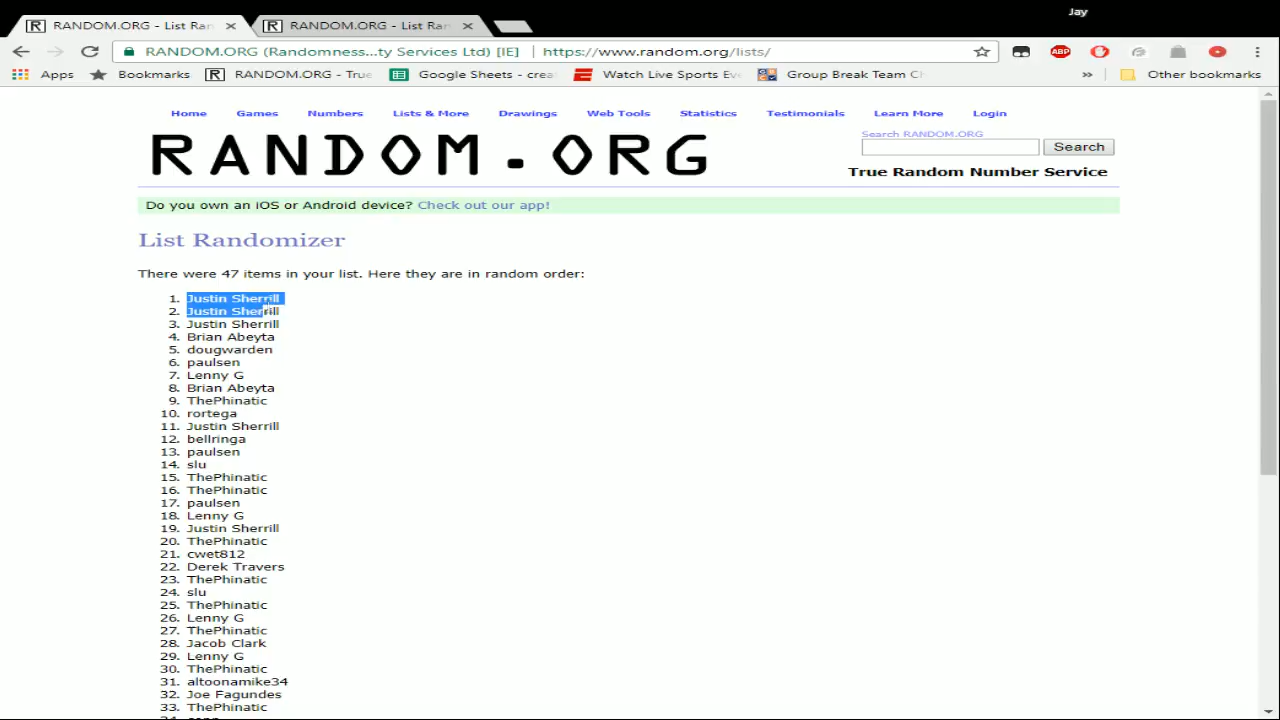 Jay
RANDOM.ORG - List Ran
RANDOM.ORG - List Ran
RANDOM.ORG (Randomness...ty Services Ltd) [IE] | https://www.random.org/lists/
Apps Bookmarks RANDOM.ORG - True Google Sheets - crea Watch Live Sports Ev Group Break Team Ch » Other bookmarks
Home Games Numbers Lists & More Drawings Web Tools Statistics Testimonials Learn More Login
RANDOM.ORG
Search RANDOM.ORG
Search
True Random Number Service
Do you own an iOS or Android device? Check out our app!
List Randomizer
There were 47 items in your list. Here they are in random order:
1. Justin Sherrill
2. Justin Sherrill
3. Justin Sherrill
4. Brian Abeyta
5. dougwarden
6. paulsen
7. Lenny G
8. Brian Abeyta
9. ThePhinatic
10. rortega
11. Justin Sherrill
12. bellringa
13. paulsen
14. slu
15. ThePhinatic
16. ThePhinatic
17. paulsen
18. Lenny G
19. Justin Sherrill
20. ThePhinatic
21. cwet812
22. Derek Travers
23. ThePhinatic
24. slu
25. ThePhinatic
26. Lenny G
27. ThePhinatic
28. Jacob Clark
29. Lenny G
30. ThePhinatic
31. altoonamike34
32. Joe Fagundes
33. ThePhinatic